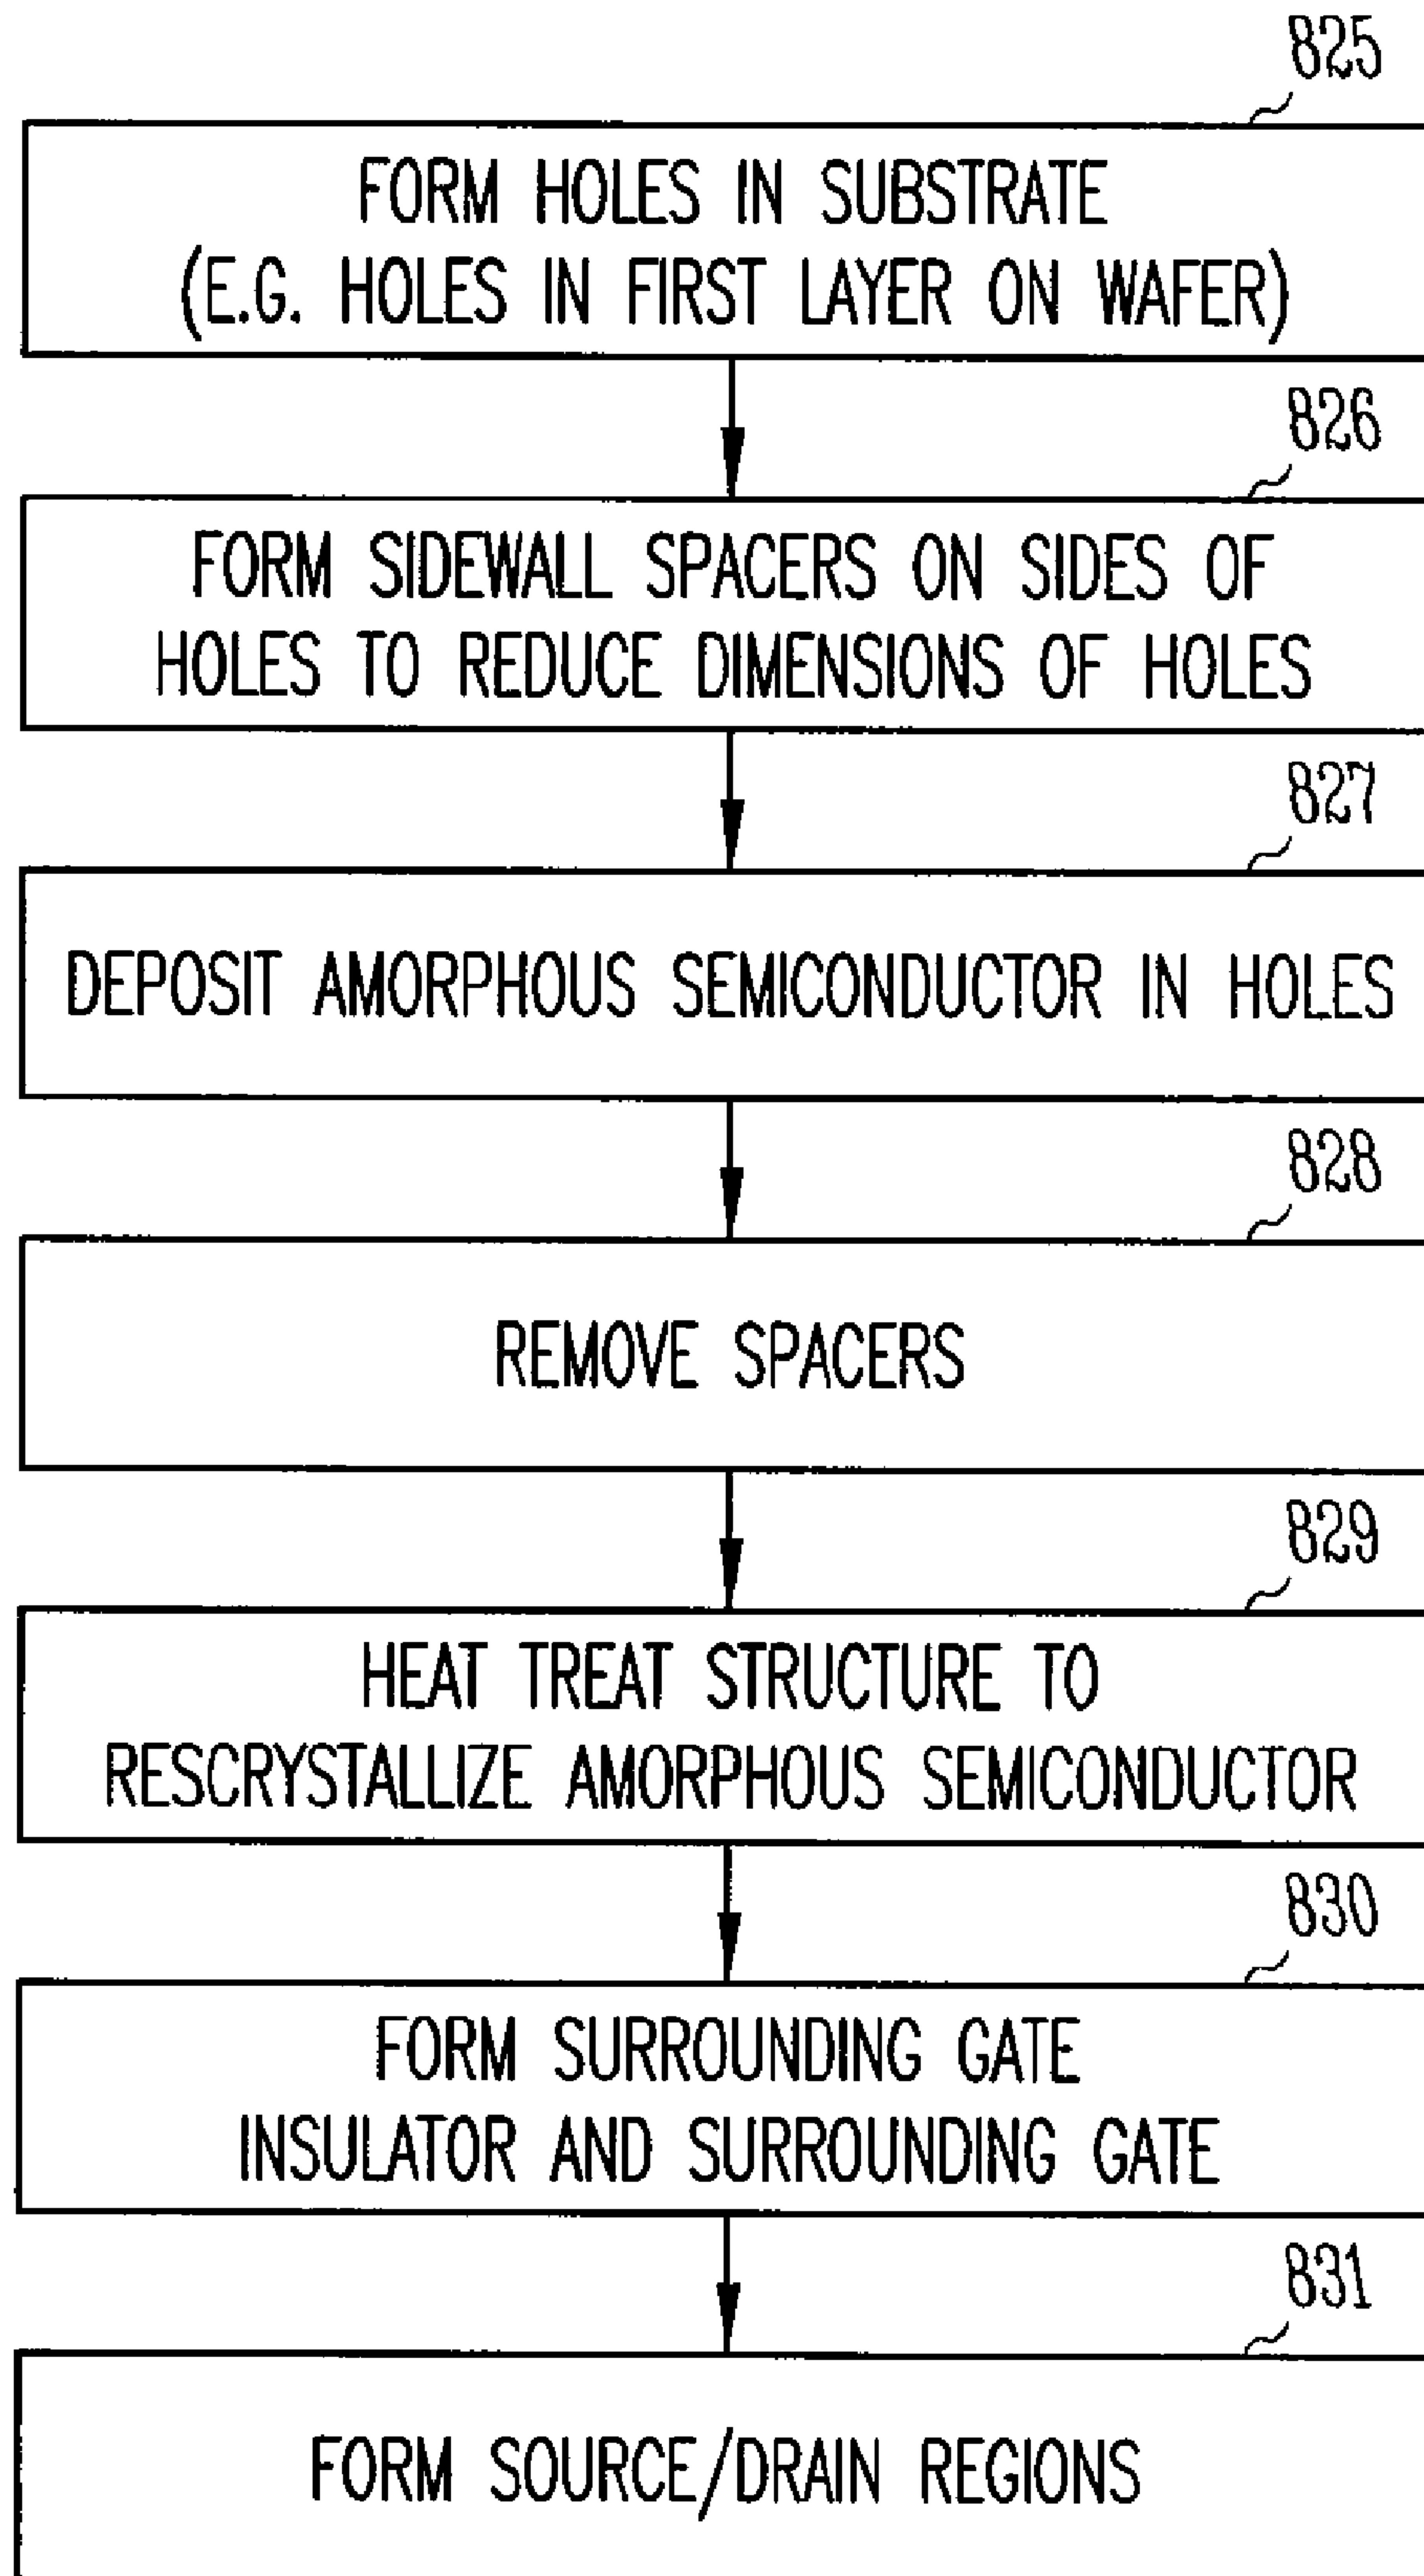 825
FORM HOLES IN SUBSTRATE
(E.G. HOLES IN FIRST LAYER ON WAFER)
826
FORM SIDEWALL SPACERS ON SIDES OF
HOLES TO REDUCE DIMENSIONS OF HOLES
827
DEPOSIT AMORPHOUS SEMICONDUCTOR IN HOLES
828
REMOVE SPACERS
829
HEAT TREAT STRUCTURE TO
RESCRYSTALLIZE AMORPHOUS SEMICONDUCTOR
830
FORM SURROUNDING GATE
INSULATOR AND SURROUNDING GATE
831
FORM SOURCE/DRAIN REGIONS